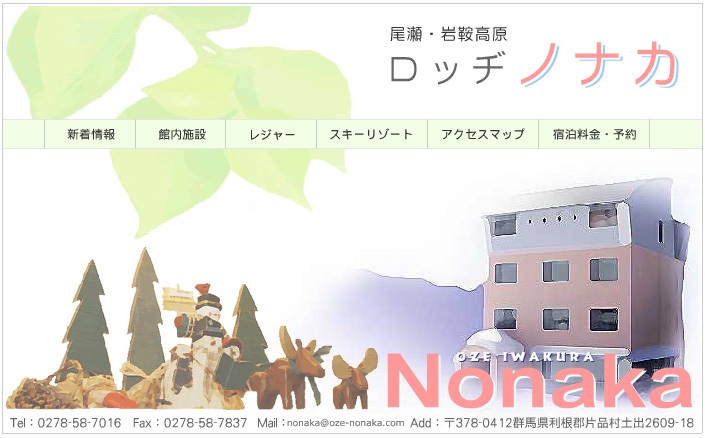 尾瀬・岩鞍高原
ロッヂノナカ
新着情報 館内施設 レジャー スキーリゾート アクセスマップ 宿泊料金・予約
OZE IWAKURA
Nonaka
Tel：0278-58-7016 Fax：0278-58-7837 Mail：nonaka@oze-nonaka.com Add：〒378-0412群馬県利根郡片品村土出2609-18